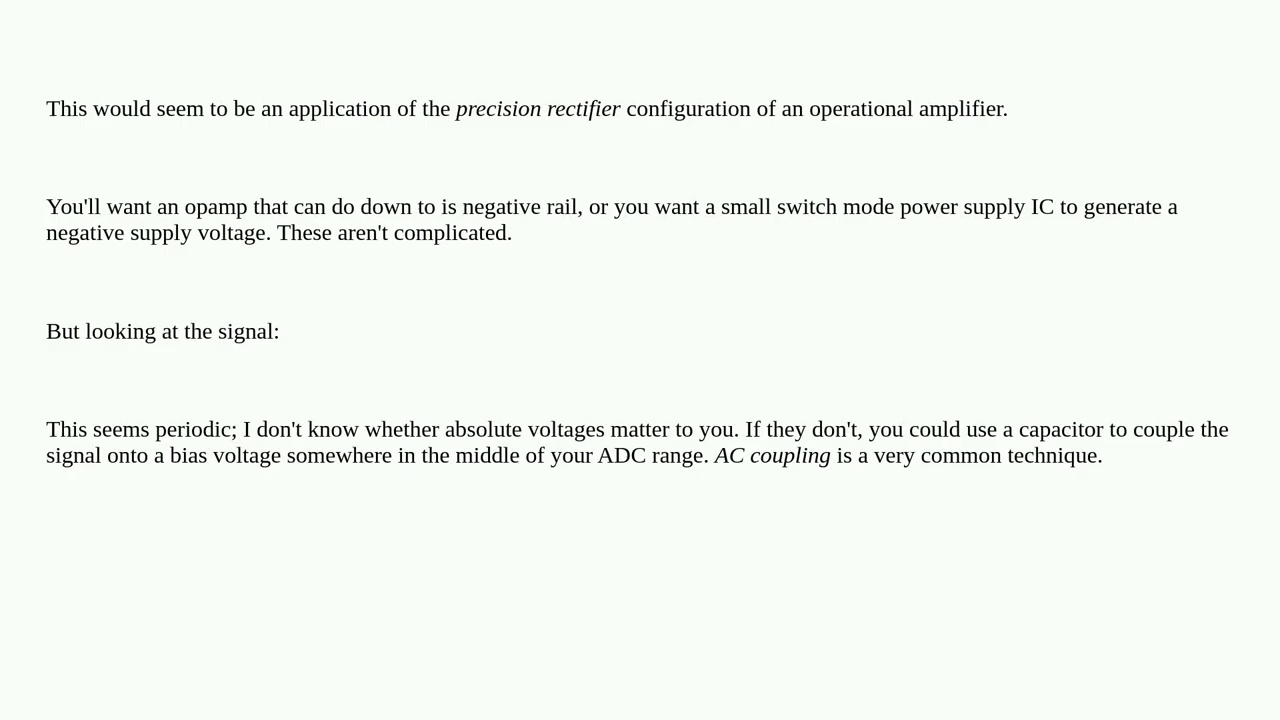 This would seem to be an application of the precision rectifier configuration of an operational amplifier.
You'll want an opamp that can do down to is negative rail, or you want a small switch mode power supply IC to generate a
negative supply voltage. These aren't complicated.
But looking at the signal:
This seems periodic; I don't know whether absolute voltages matter to you. If they don't, you could use a capacitor to couple the
signal onto a bias voltage somewhere in the middle of your ADC range. AC coupling is a very common technique.